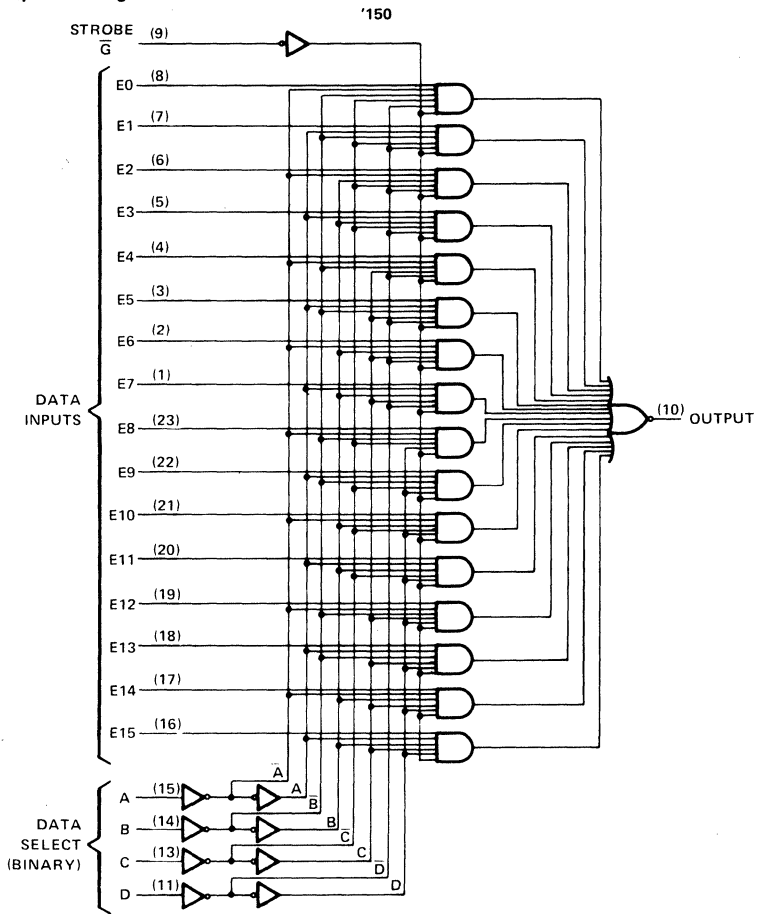 '150
STROBE
G̅ (9)
E0 (8)
E1 (7)
E2 (6)
E3 (5)
E4 (4)
E5 (3)
E6 (2)
E7 (1)
DATA
INPUTS
(10) OUTPUT
E8 (23)
E9 (22)
E10 (21)
E11 (20)
E12 (19)
E13 (18)
E14 (17)
E15 (16)
A̅
A (15) A
B̅
B (14) B
C̅
DATA
SELECT
(BINARY)
C (13) C
D̅
D (11) D